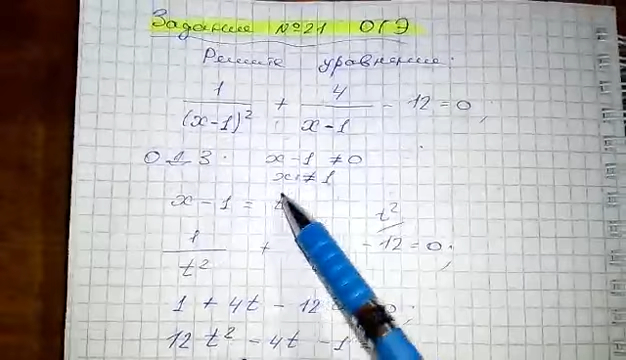 Задание №21 ОГЭ
Решите уравнение:
1/(x-1)² + 4/(x-1) - 12 = 0;
ОДЗ: x-1 ≠ 0
x ≠ 1
x - 1 =
1/t² + t² - 12 = 0;
1 + 4t - 12
12t² - 4t - 1